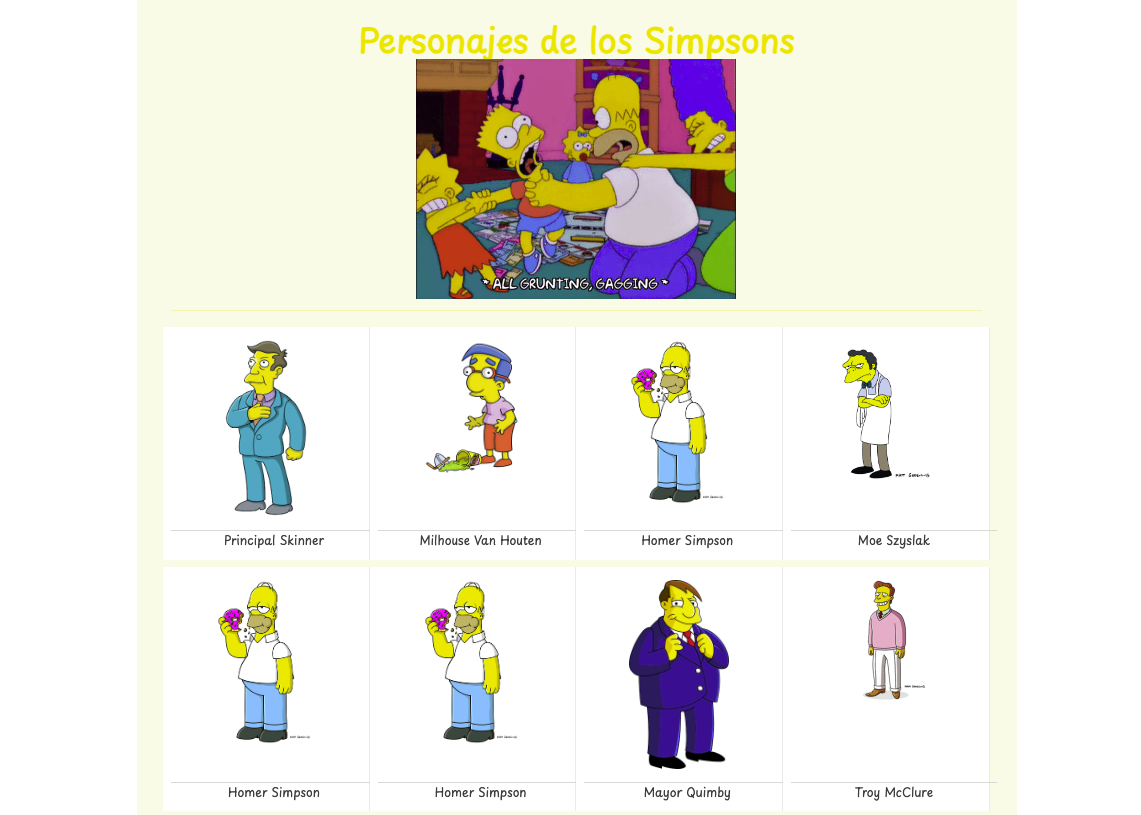 Personajes de los Simpsons
* ALL GRUNTING, GAGGING *
Principal Skinner
Milhouse Van Houten
Homer Simpson
Moe Szyslak
Homer Simpson
Homer Simpson
Mayor Quimby
Troy McClure